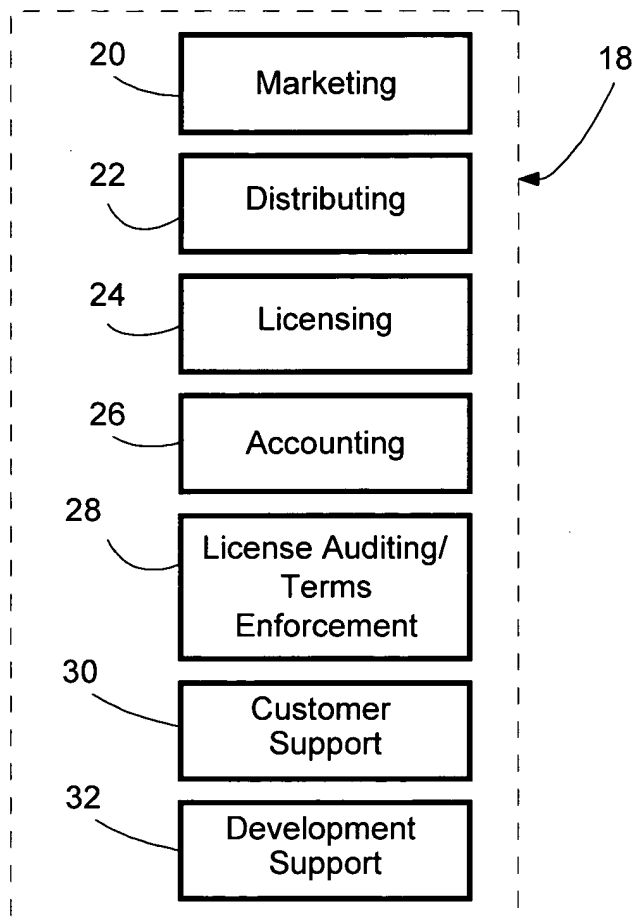 20
Marketing
18
22
Distributing
24
Licensing
26
Accounting
28
License Auditing/
Terms
Enforcement
30
Customer
Support
32
Development
Support